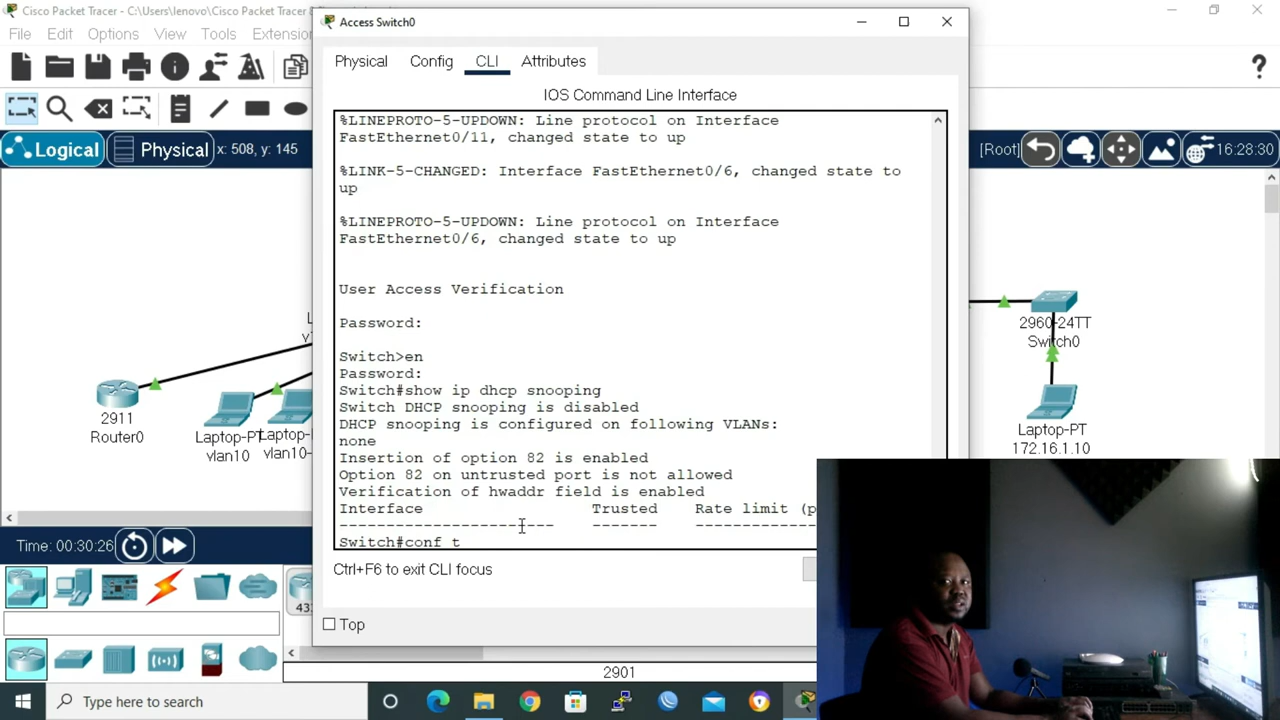 Cisco Packet Tracer - C:\Users\lenovo\Cisco Packet Tracer 8
Access Switch0
File Edit Options View Tools Extension
Physical Config CLI Attributes
IOS Command Line Interface
Logical Physical x: 508, y: 145
[Root] 16:28:30
%LINEPROTO-5-UPDOWN: Line protocol on Interface
FastEthernet0/11, changed state to up
%LINK-5-CHANGED: Interface FastEthernet0/6, changed state to
up
%LINEPROTO-5-UPDOWN: Line protocol on Interface
FastEthernet0/6, changed state to up
User Access Verification
Password:
Switch>en
Password:
Switch#show ip dhcp snooping
Switch DHCP snooping is disabled
DHCP snooping is configured on following VLANs:
none
Insertion of option 82 is enabled
Option 82 on untrusted port is not allowed
Verification of hwaddr field is enabled
Interface Trusted Rate limit (p
----------------------- ------- -------------
Switch#conf t
Ctrl+F6 to exit CLI focus
Top
2911
Router0
Laptop-PT
vlan10
Laptop-P
vlan10-
2960-24TT
Switch0
Laptop-PT
172.16.1.10
Time: 00:30:26
43
2901
Type here to search